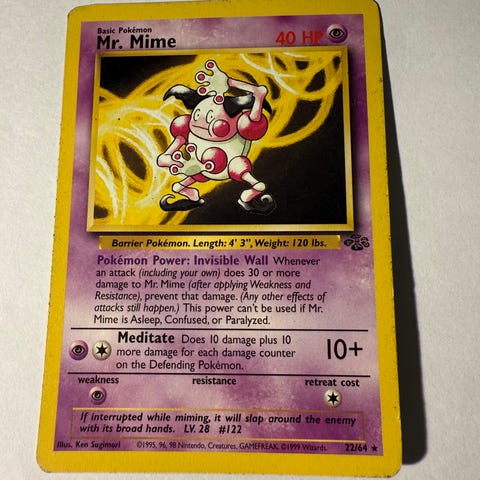 Basic Pokémon
Mr. Mime
40 HP
Barrier Pokémon. Length: 4' 3", Weight: 120 lbs.
Pokémon Power: Invisible Wall Whenever
an attack (including your own) does 30 or more
damage to Mr. Mime (after applying Weakness and
Resistance), prevent that damage. (Any other effects of
attacks still happen.) This power can't be used if Mr.
Mime is Asleep, Confused, or Paralyzed.
Meditate Does 10 damage plus 10
more damage for each damage counter
on the Defending Pokémon.
10+
weakness resistance retreat cost
If interrupted while miming, it will slap around the enemy
with its broad hands. LV. 28 #122
Illus. Ken Sugimori ©1995, 96, 98 Nintendo, Creatures, GAMEFREAK. ©1999 Wizards. 22/64 ★